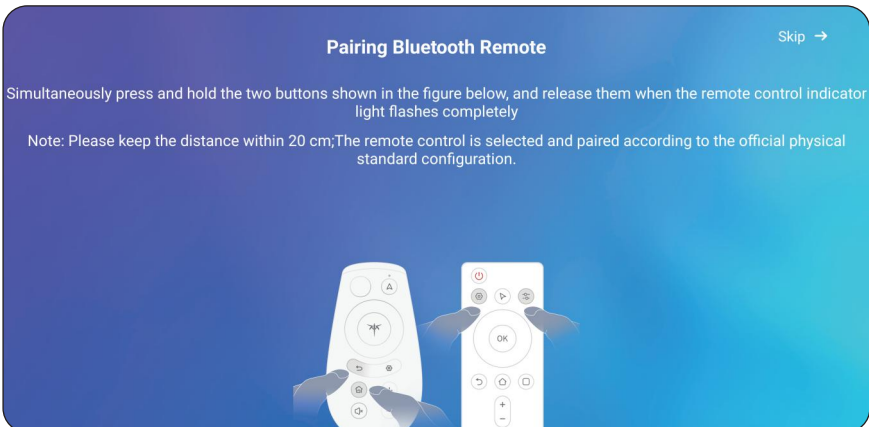 Skip →
Pairing Bluetooth Remote
Simultaneously press and hold the two buttons shown in the figure below, and release them when the remote control indicator
light flashes completely
Note: Please keep the distance within 20 cm;The remote control is selected and paired according to the official physical
standard configuration.
OK
+
-